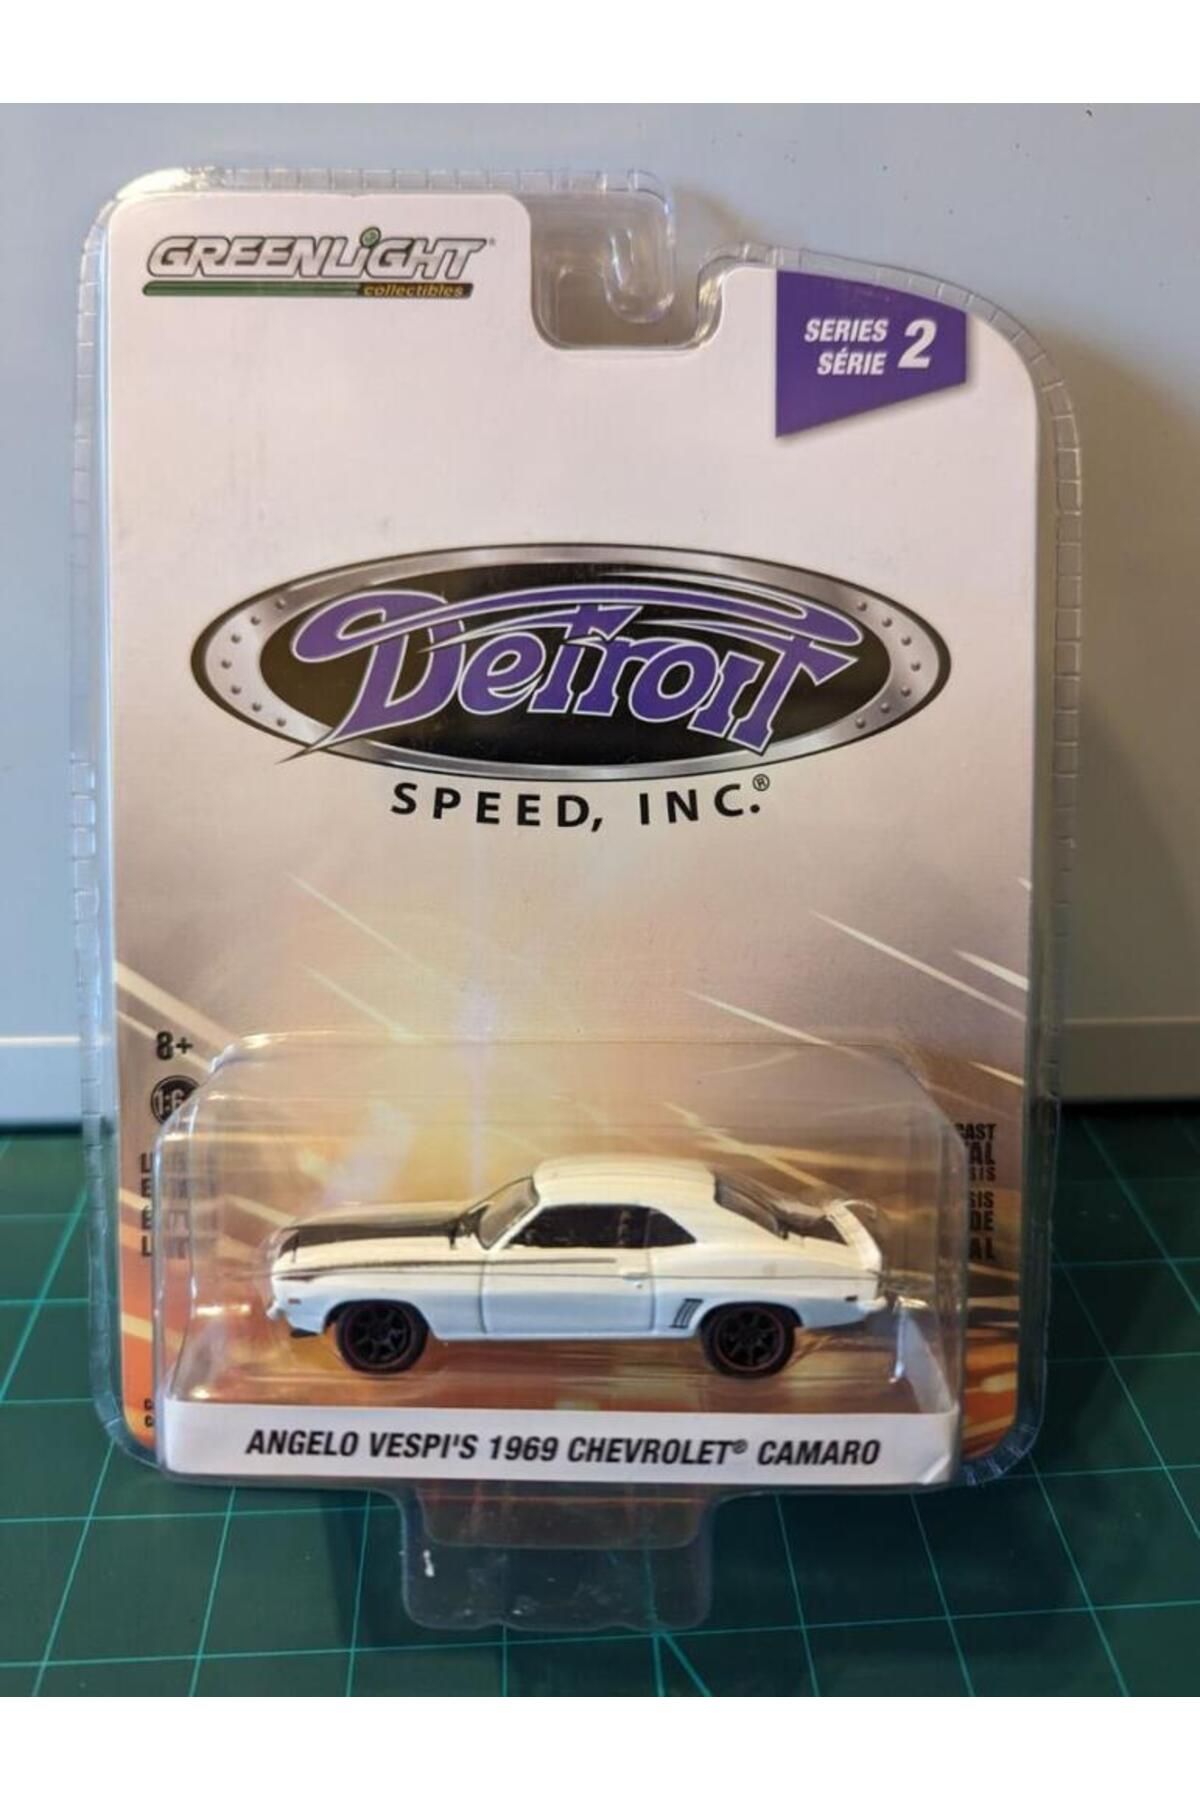 GREENLIGHT®
collectibles
SERIES 2
SÉRIE
Detroit
SPEED, INC.®
8+
ANGELO VESPI'S 1969 CHEVROLET® CAMARO